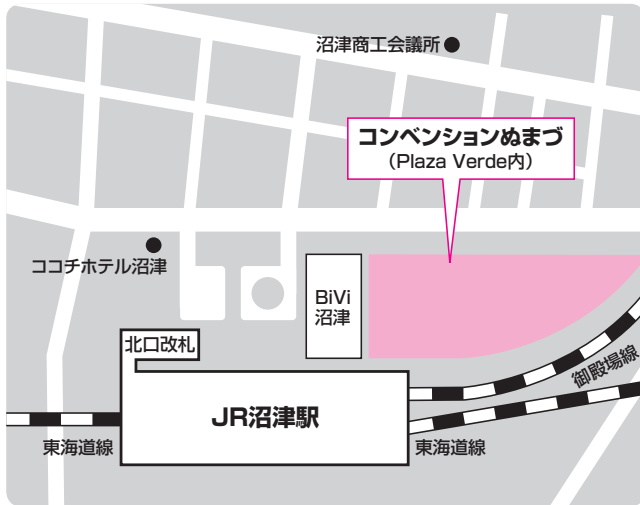 沼津商工会議所
コンベンションぬまづ
（Plaza Verde内）
ココチホテル沼津
BiVi
沼津
北口改札
御殿場線
JR沼津駅
東海道線
東海道線